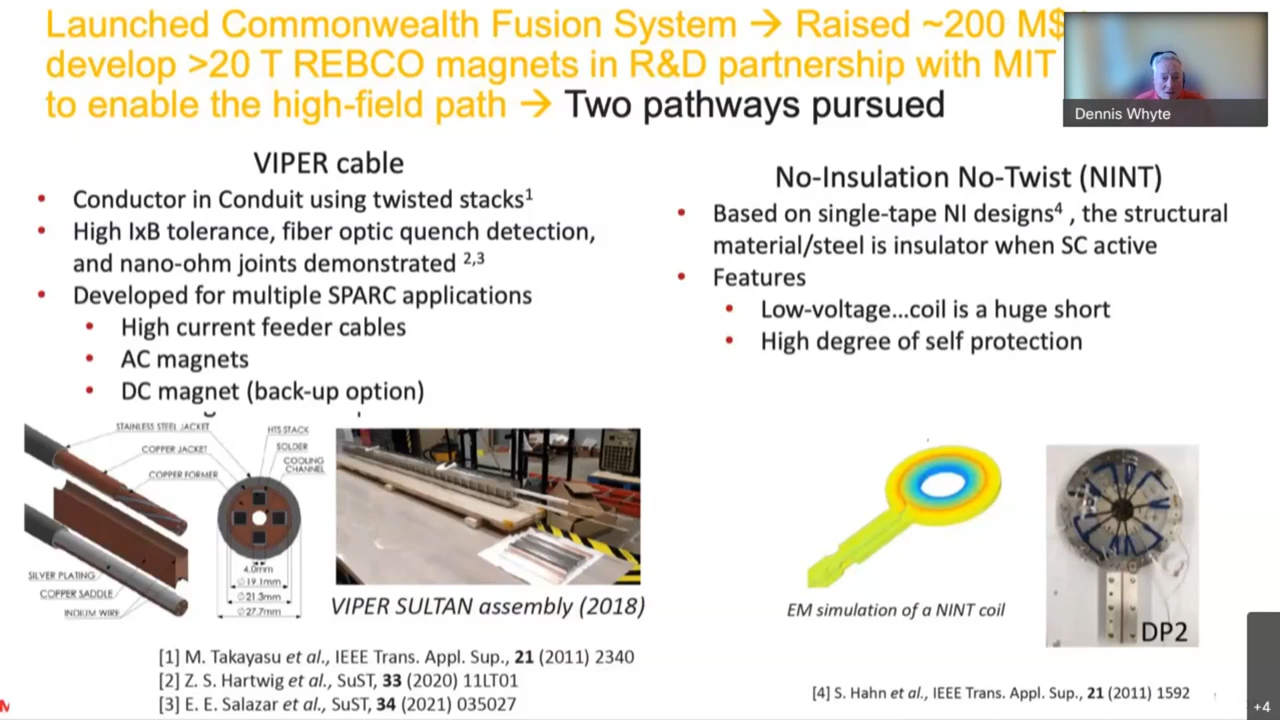 Launched Commonwealth Fusion System → Raised ~200 M$
develop >20 T REBCO magnets in R&D partnership with MIT
to enable the high-field path → Two pathways pursued
Dennis Whyte
VIPER cable
• Conductor in Conduit using twisted stacks¹
• High IxB tolerance, fiber optic quench detection,
and nano-ohm joints demonstrated ²,³
• Developed for multiple SPARC applications
• High current feeder cables
• AC magnets
• DC magnet (back-up option)
No-Insulation No-Twist (NINT)
• Based on single-tape NI designs⁴ , the structural
material/steel is insulator when SC active
• Features
• Low-voltage...coil is a huge short
• High degree of self protection
STAINLESS STEEL JACKET
COPPER JACKET
COPPER FORMER
HTS STACK
SOLDER
COOLING
CHANNEL
SILVER PLATING
COPPER SADDLE
INDIUM WIRE
4.0mm
∅19.1mm
∅21.3mm
∅27.7mm
VIPER SULTAN assembly (2018)
EM simulation of a NINT coil
DP2
[1] M. Takayasu et al., IEEE Trans. Appl. Sup., 21 (2011) 2340
[2] Z. S. Hartwig et al., SuST, 33 (2020) 11LT01
[3] E. E. Salazar et al., SuST, 34 (2021) 035027
[4] S. Hahn et al., IEEE Trans. Appl. Sup., 21 (2011) 1592
+4